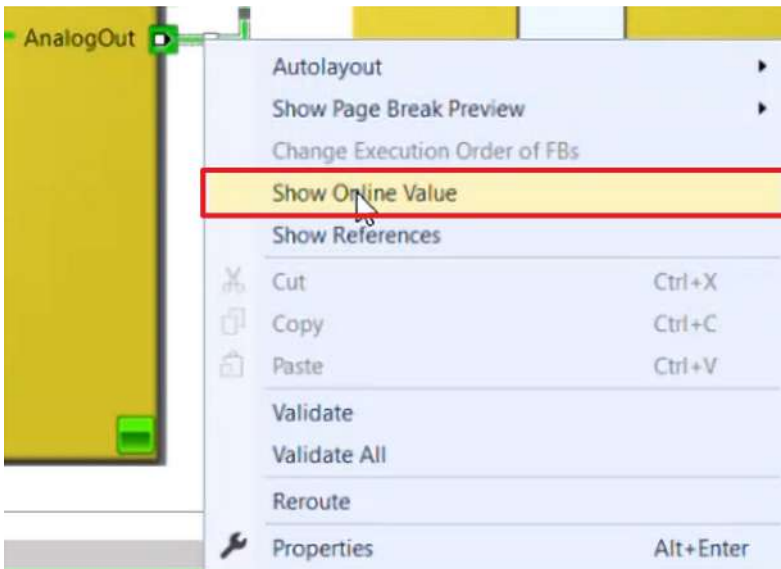 AnalogOut
Autolayout
Show Page Break Preview
Change Execution Order of FBs
Show Online Value
Show References
Cut Ctrl+X
Copy Ctrl+C
Paste Ctrl+V
Validate
Validate All
Reroute
Properties Alt+Enter